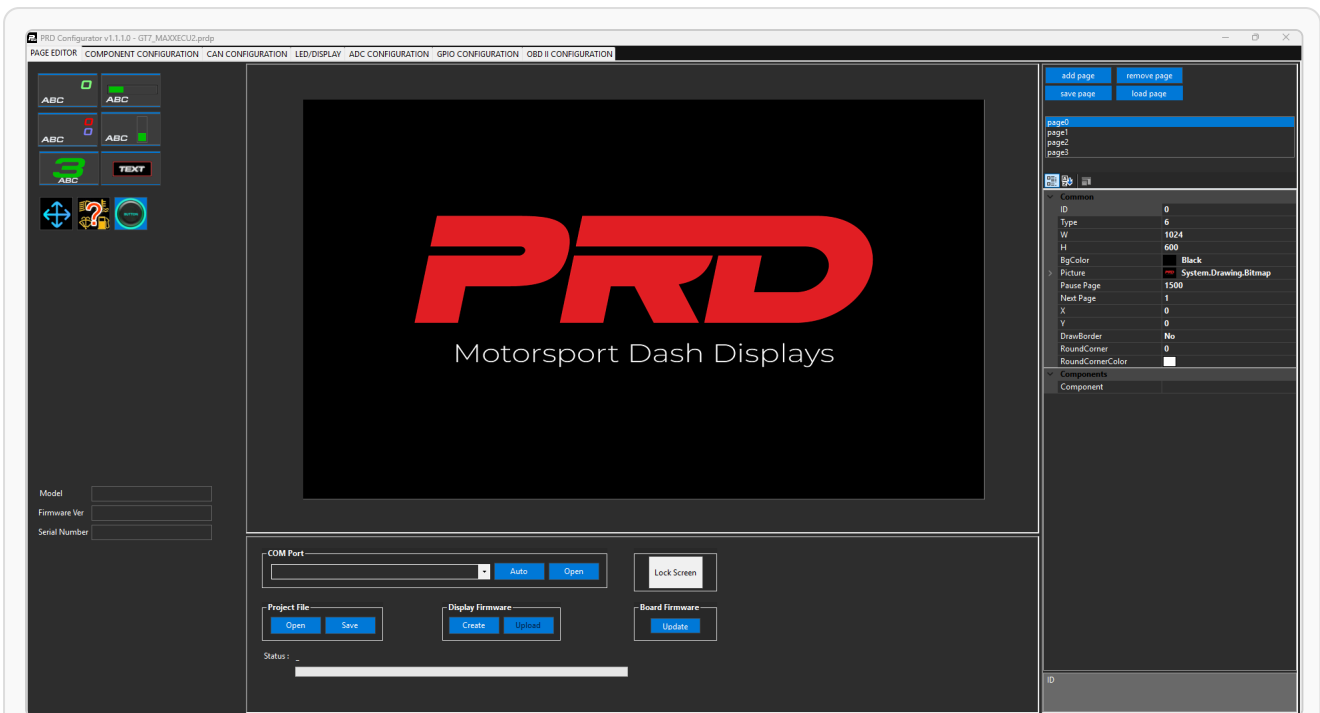 PRD Configurator v1.1.1.0 - GT7_MAXXECU2.prdp
PAGE EDITOR COMPONENT CONFIGURATION CAN CONFIGURATION LED/DISPLAY ADC CONFIGURATION GPIO CONFIGURATION OBD II CONFIGURATION
0
ABC
ABC
0
0
ABC
ABC
3
ABC
TEXT
?
BUTTON
Model
Firmware Ver
Serial Number
PRD
Motorsport Dash Displays
COM Port
Auto
Open
Lock Screen
Project File
Open
Save
Display Firmware
Create
Upload
Board Firmware
Update
Status : _
add page
remove page
save page
load page
page0
page1
page2
page3
Common
ID 0
Type 6
W 1024
H 600
BgColor Black
Picture System.Drawing.Bitmap
Pause Page 1500
Next Page 1
X 0
Y 0
DrawBorder No
RoundCorner 0
RoundCornerColor
Components
Component
ID